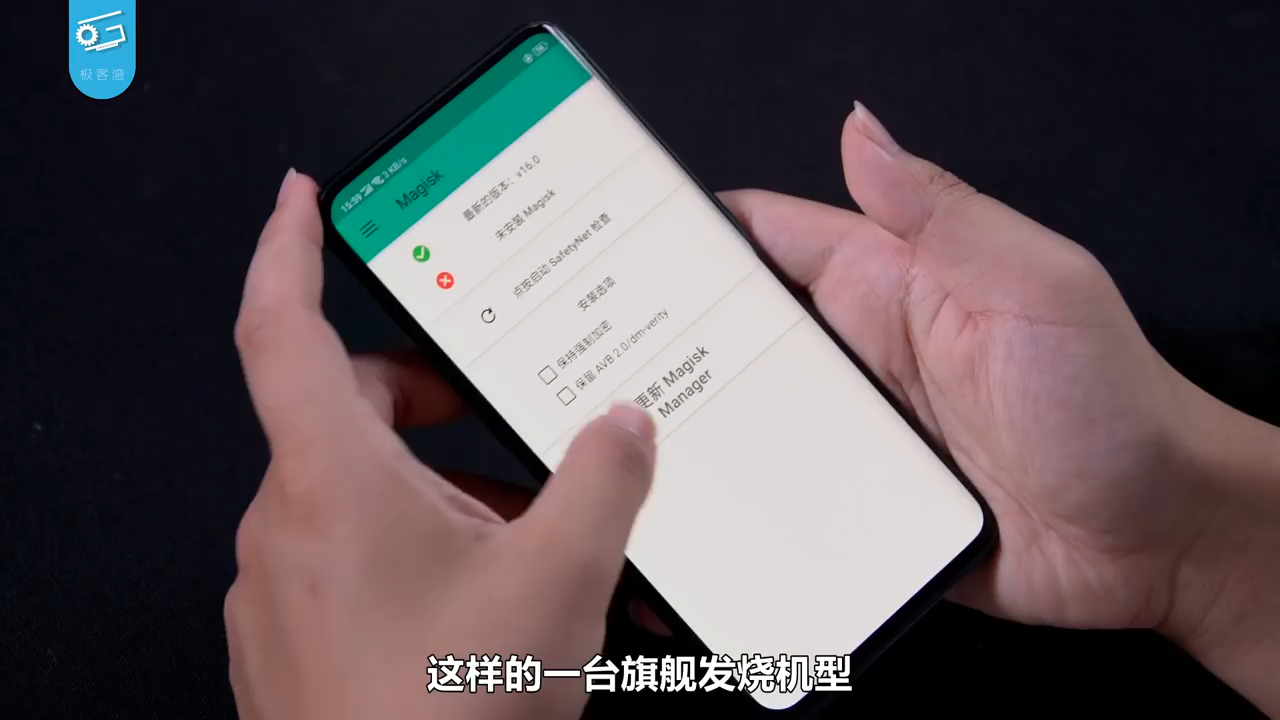 极客湾
15:59
3 KB/s
Magisk
最新的版本：v16.0
未安装 Magisk
点按启动 SafetyNet 检查
安装选项
保持强制加密
保留 AVB 2.0/dm-verity
更新 Magisk
Manager
这样的一台旗舰发烧机型